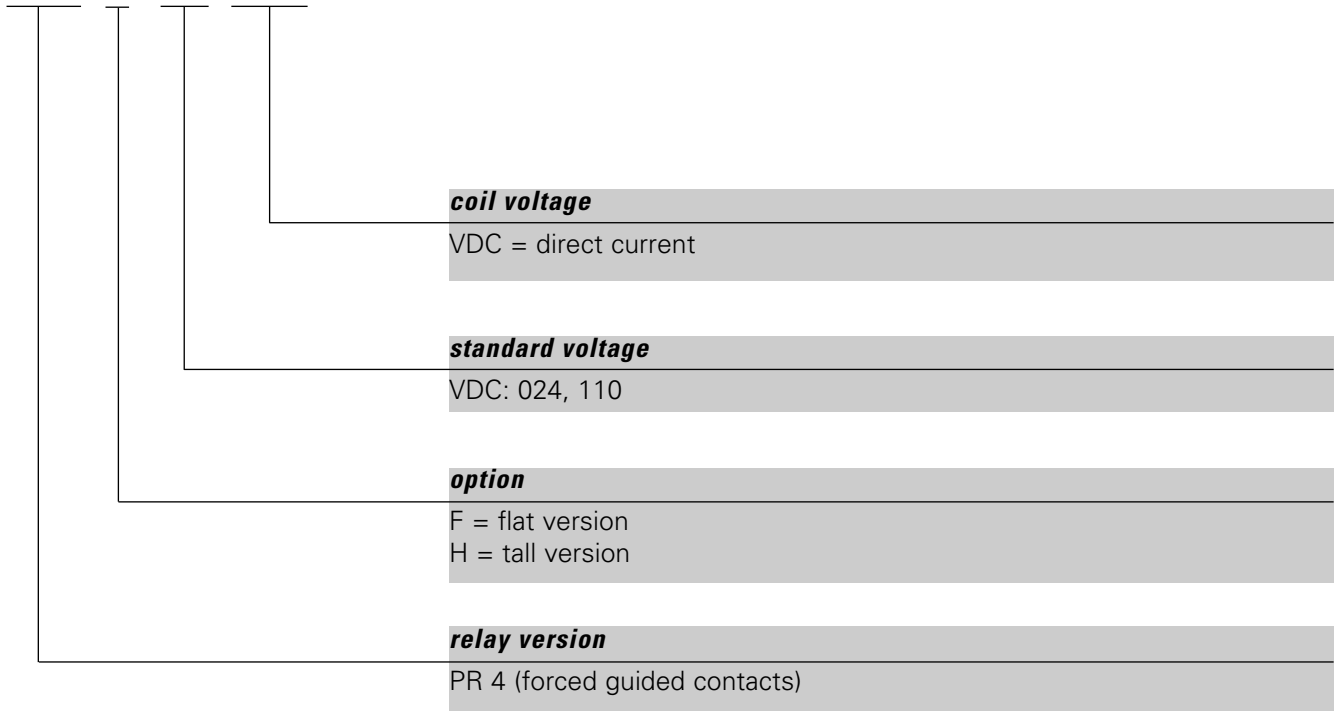 coil voltage
VDC = direct current
standard voltage
VDC: 024, 110
option
F = flat version
H = tall version
relay version
PR 4 (forced guided contacts)